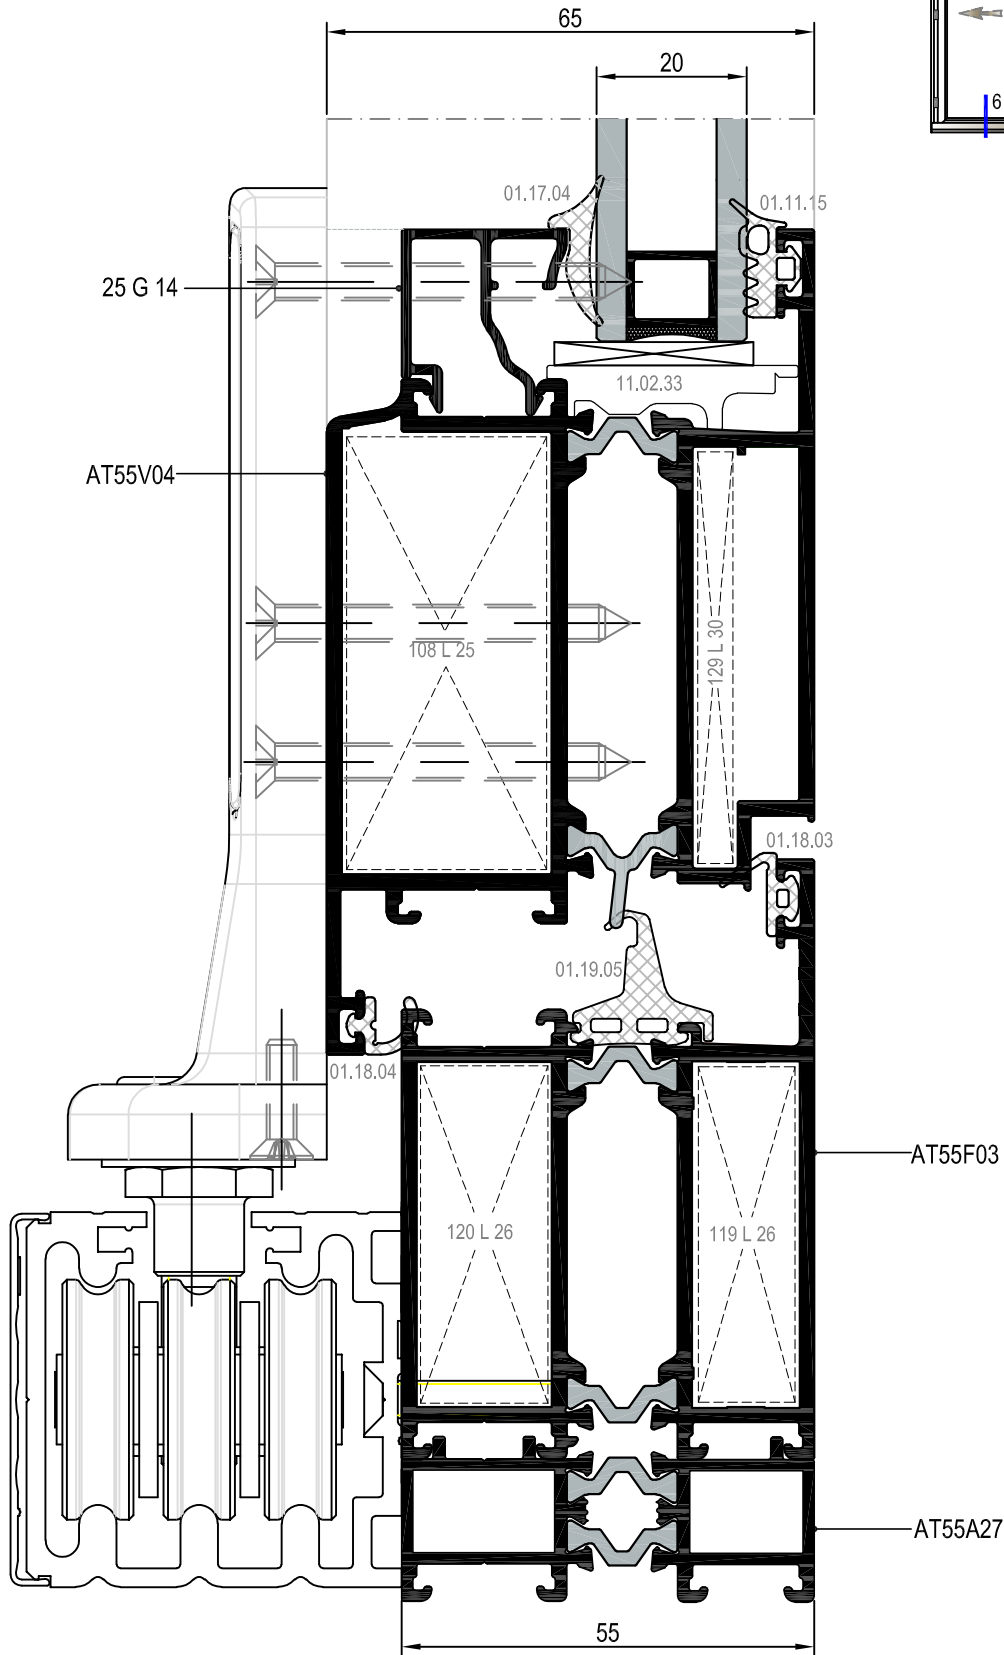 65
20
6
01.17.04
01.11.15
25 G 14
11.02.33
AT55V04
108 L 25
129 L 30
01.18.03
01.19.05
01.18.04
AT55F03
120 L 26
119 L 26
AT55A27
55